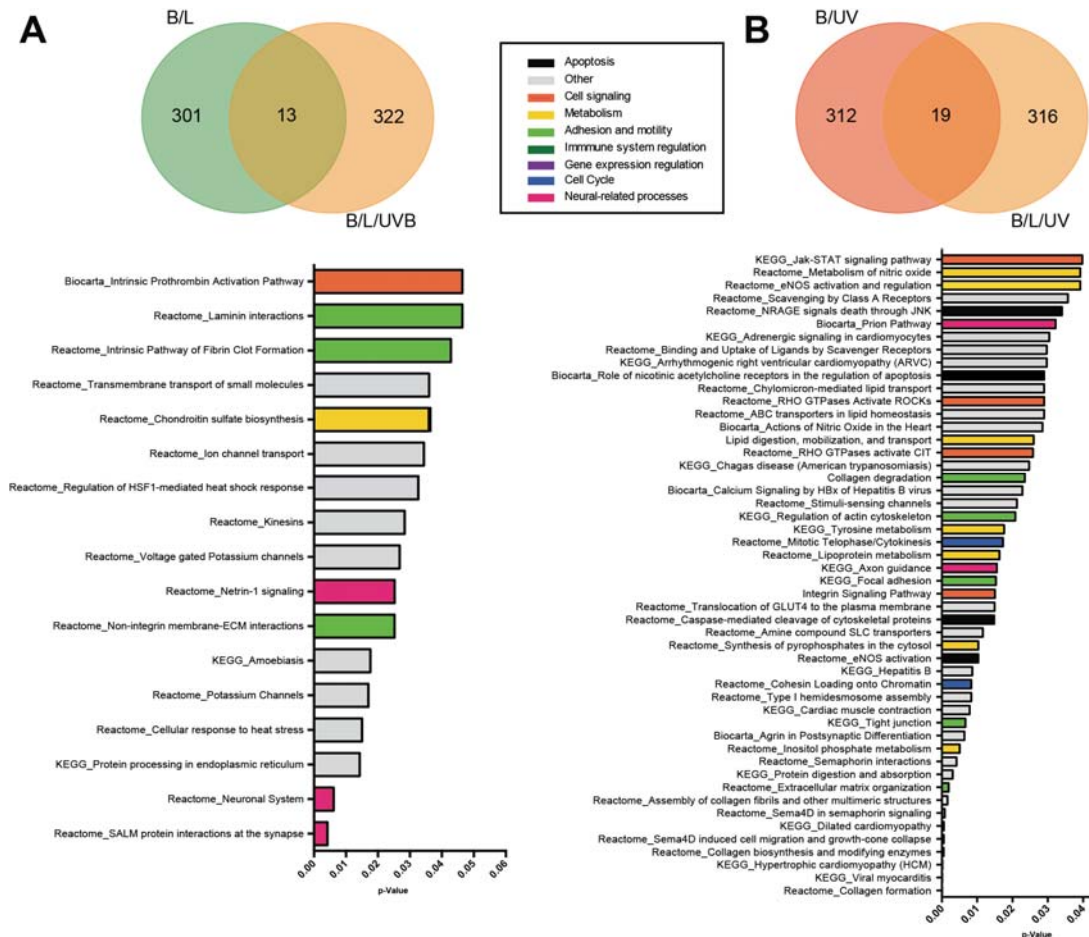 A
B/L
301
13
322
B/L/UVB
Apoptosis
Other
Cell signaling
Metabolism
Adhesion and motility
Immmune system regulation
Gene expression regulation
Cell Cycle
Neural-related processes
B
B/UV
312
19
316
B/L/UV
Biocarta_Intrinsic Prothrombin Activation Pathway
Reactome_Laminin interactions
Reactome_Intrinsic Pathway of Fibrin Clot Formation
Reactome_Transmembrane transport of small molecules
Reactome_Chondroitin sulfate biosynthesis
Reactome_Ion channel transport
Reactome_Regulation of HSF1-mediated heat shock response
Reactome_Kinesins
Reactome_Voltage gated Potassium channels
Reactome_Netrin-1 signaling
Reactome_Non-integrin membrane-ECM interactions
KEGG_Amoebiasis
Reactome_Potassium Channels
Reactome_Cellular response to heat stress
KEGG_Protein processing in endoplasmic reticulum
Reactome_Neuronal System
Reactome_SALM protein interactions at the synapse
0.00 0.01 0.02 0.03 0.04 0.05 0.06
p-Value
KEGG_Jak-STAT signaling pathway
Reactome_Metabolism of nitric oxide
Reactome_eNOS activation and regulation
Reactome_Scavenging by Class A Receptors
Reactome_NRAGE signals death through JNK
Biocarta_Prion Pathway
KEGG_Adrenergic signaling in cardiomyocytes
Reactome_Binding and Uptake of Ligands by Scavenger Receptors
KEGG_Arrhythmogenic right ventricular cardiomyopathy (ARVC)
Biocarta_Role of nicotinic acetylcholine receptors in the regulation of apoptosis
Reactome_Chylomicron-mediated lipid transport
Reactome_RHO GTPases Activate ROCKs
Reactome_ABC transporters in lipid homeostasis
Biocarta_Actions of Nitric Oxide in the Heart
Lipid digestion, mobilization, and transport
Reactome_RHO GTPases activate CIT
KEGG_Chagas disease (American trypanosomiasis)
Collagen degradation
Biocarta_Calcium Signaling by HBx of Hepatitis B virus
Reactome_Stimuli-sensing channels
KEGG_Regulation of actin cytoskeleton
KEGG_Tyrosine metabolism
Reactome_Mitotic Telophase/Cytokinesis
Reactome_Lipoprotein metabolism
KEGG_Axon guidance
KEGG_Focal adhesion
Integrin Signaling Pathway
Reactome_Translocation of GLUT4 to the plasma membrane
Reactome_Caspase-mediated cleavage of cytoskeletal proteins
Reactome_Amine compound SLC transporters
Reactome_Synthesis of pyrophosphates in the cytosol
Reactome_eNOS activation
KEGG_Hepatitis B
Reactome_Cohesin Loading onto Chromatin
Reactome_Type I hemidesmosome assembly
KEGG_Cardiac muscle contraction
KEGG_Tight junction
Biocarta_Agrin in Postsynaptic Differentiation
Reactome_Inositol phosphate metabolism
Reactome_Semaphorin interactions
KEGG_Protein digestion and absorption
Reactome_Extracellular matrix organization
Reactome_Assembly of collagen fibrils and other multimeric structures
Reactome_Sema4D in semaphorin signaling
KEGG_Dilated cardiomyopathy
Reactome_Sema4D induced cell migration and growth-cone collapse
Reactome_Collagen biosynthesis and modifying enzymes
KEGG_Hypertrophic cardiomyopathy (HCM)
KEGG_Viral myocarditis
Reactome_Collagen formation
0.00 0.01 0.02 0.03 0.04
p-Value